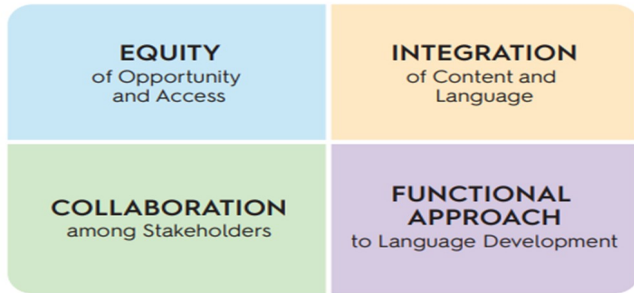 EQUITY
of Opportunity
and Access
INTEGRATION
of Content and
Language
COLLABORATION
among Stakeholders
FUNCTIONAL
APPROACH
to Language Development